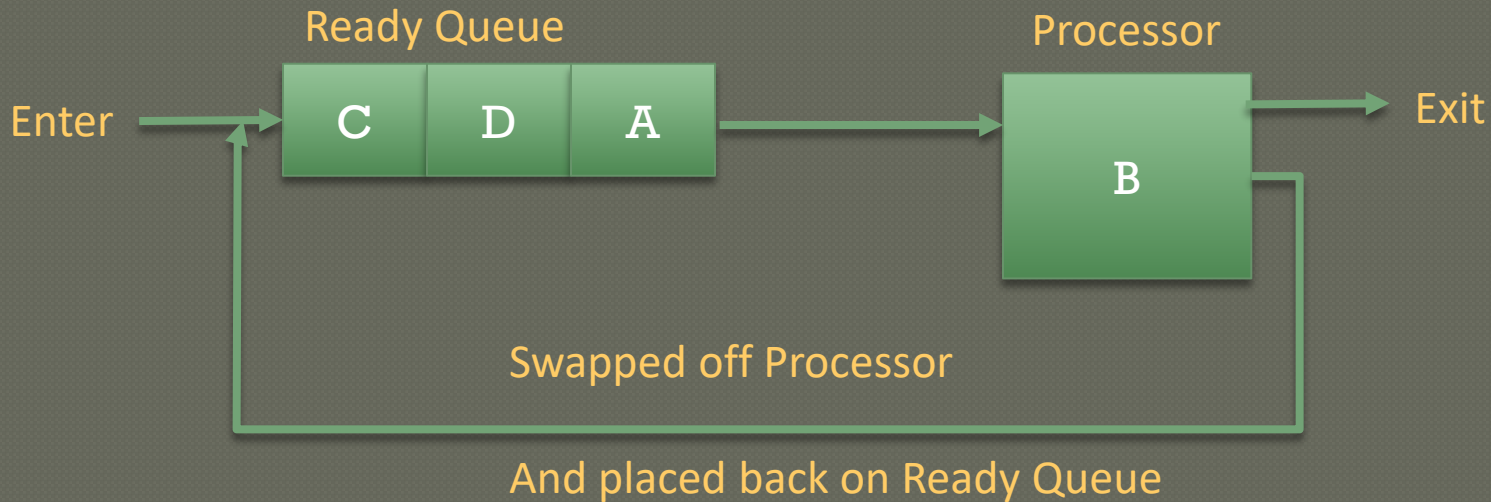 Ready Queue
Processor
Enter
C D A
Exit
B
Swapped off Processor
And placed back on Ready Queue